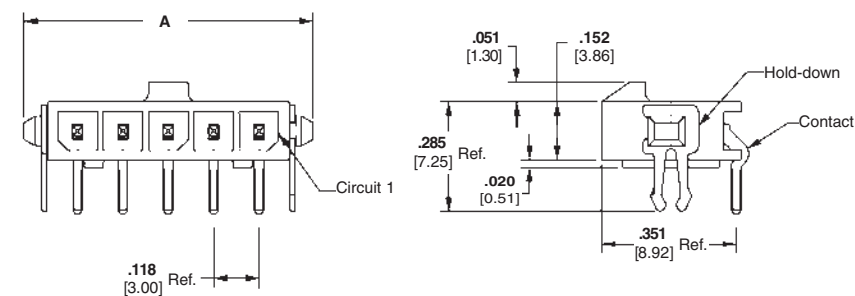 A
Circuit 1
.118
[3.00] Ref.
.051
[1.30]
.152
[3.86]
Hold-down
Contact
.285
[7.25] Ref.
.020
[0.51]
.351
[8.92] Ref.